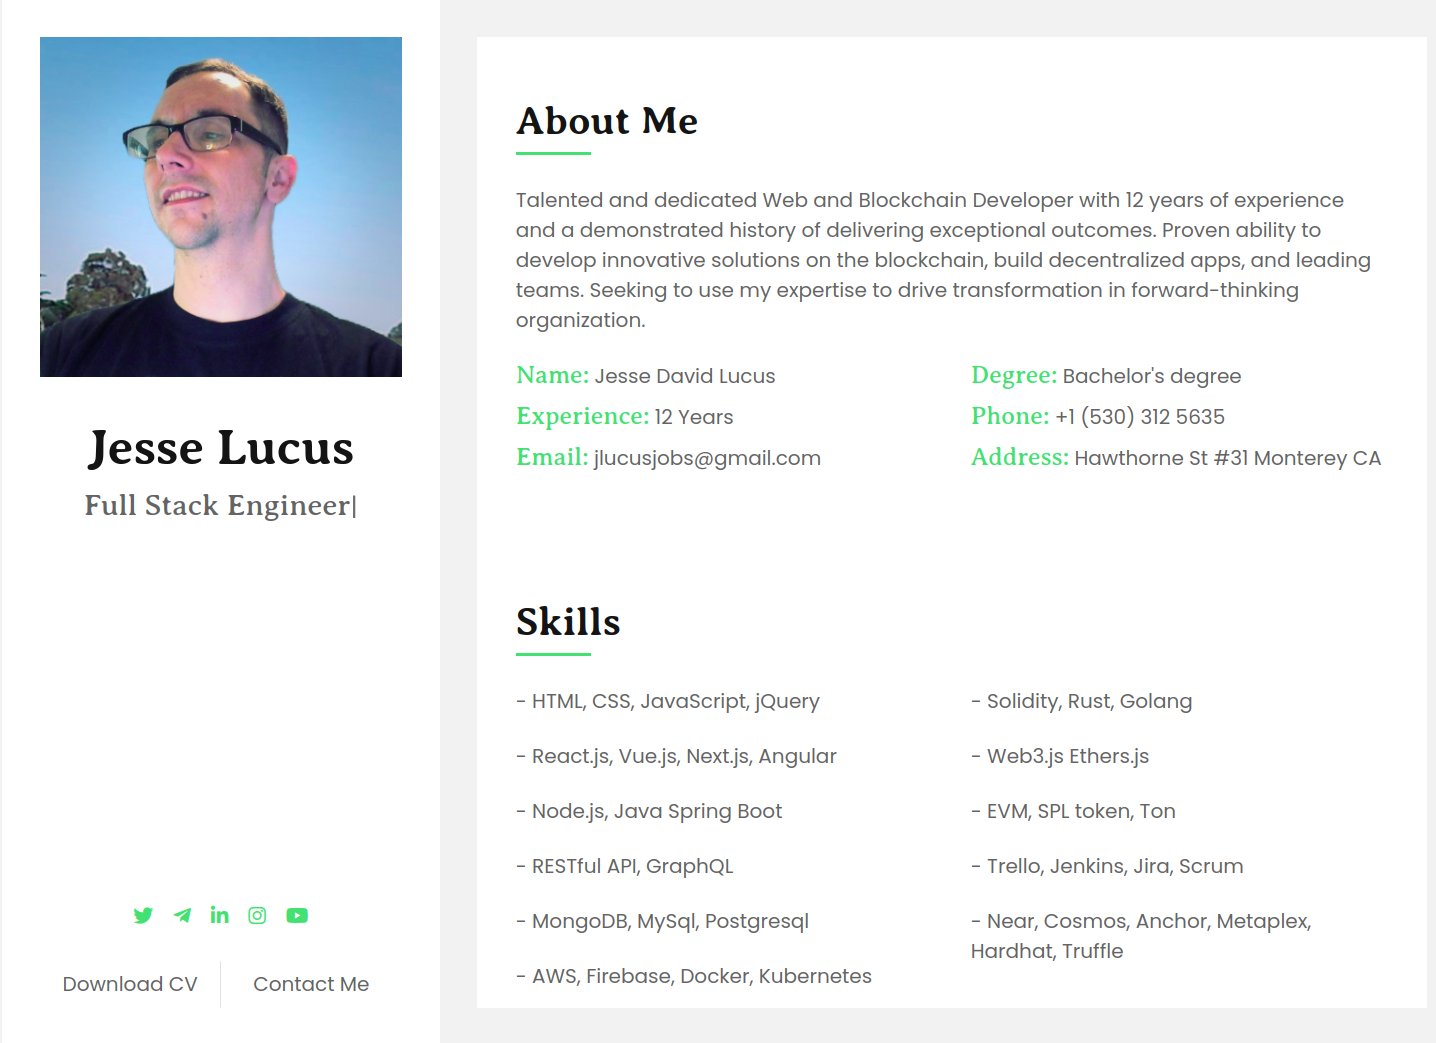 Jesse Lucus
Full Stack Engineer|
Download CV
Contact Me
About Me
Talented and dedicated Web and Blockchain Developer with 12 years of experience
and a demonstrated history of delivering exceptional outcomes. Proven ability to
develop innovative solutions on the blockchain, build decentralized apps, and leading
teams. Seeking to use my expertise to drive transformation in forward-thinking
organization.
Name: Jesse David Lucus
Degree: Bachelor's degree
Experience: 12 Years
Phone: +1 (530) 312 5635
Email: jlucusjobs@gmail.com
Address: Hawthorne St #31 Monterey CA
Skills
- HTML, CSS, JavaScript, jQuery
- React.js, Vue.js, Next.js, Angular
- Node.js, Java Spring Boot
- RESTful API, GraphQL
- MongoDB, MySql, Postgresql
- AWS, Firebase, Docker, Kubernetes
- Solidity, Rust, Golang
- Web3.js Ethers.js
- EVM, SPL token, Ton
- Trello, Jenkins, Jira, Scrum
- Near, Cosmos, Anchor, Metaplex,
Hardhat, Truffle